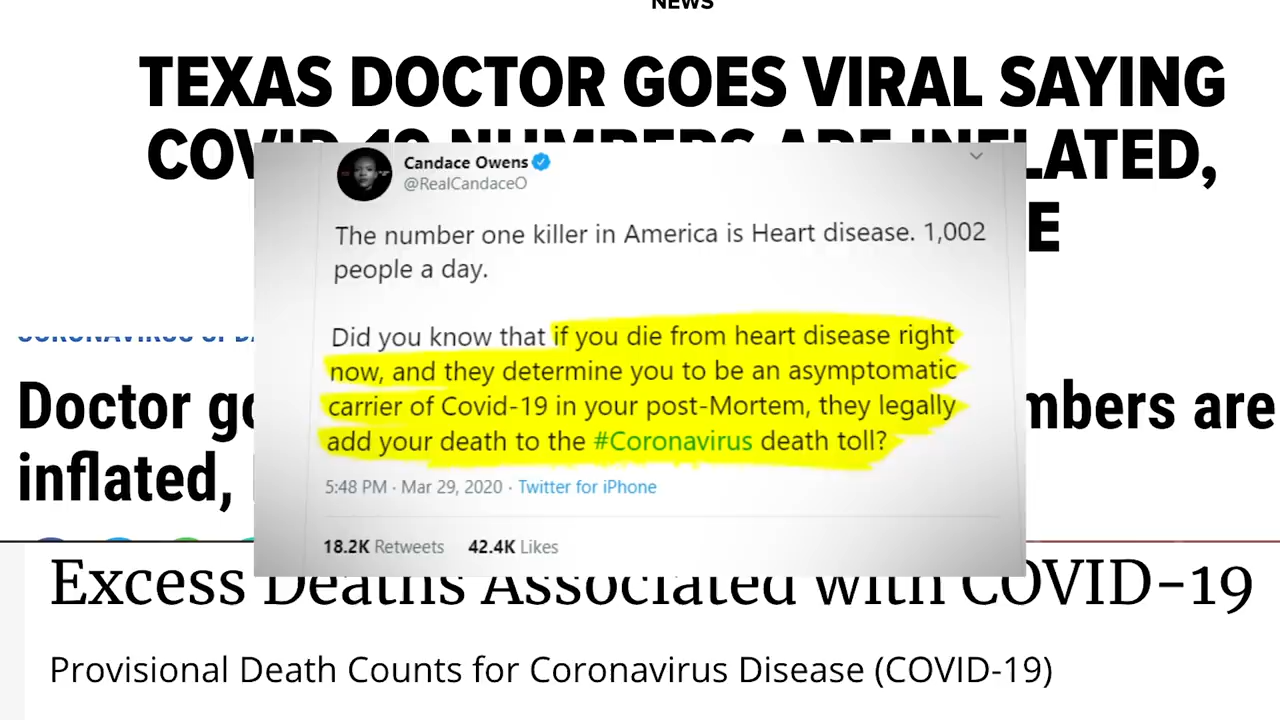 NEWS
TEXAS DOCTOR GOES VIRAL SAYING
INFLATED,
Candace Owens
@RealCandaceO
The number one killer in America is Heart disease. 1,002
people a day.
Did you know that if you die from heart disease right
now, and they determine you to be an asymptomatic
carrier of Covid-19 in your post-Mortem, they legally
add your death to the #Coronavirus death toll?
5:48 PM · Mar 29, 2020 · Twitter for iPhone
18.2K Retweets 42.4K Likes
Doctor
are
inflated,
Excess Deaths Associated with COVID-19
Provisional Death Counts for Coronavirus Disease (COVID-19)